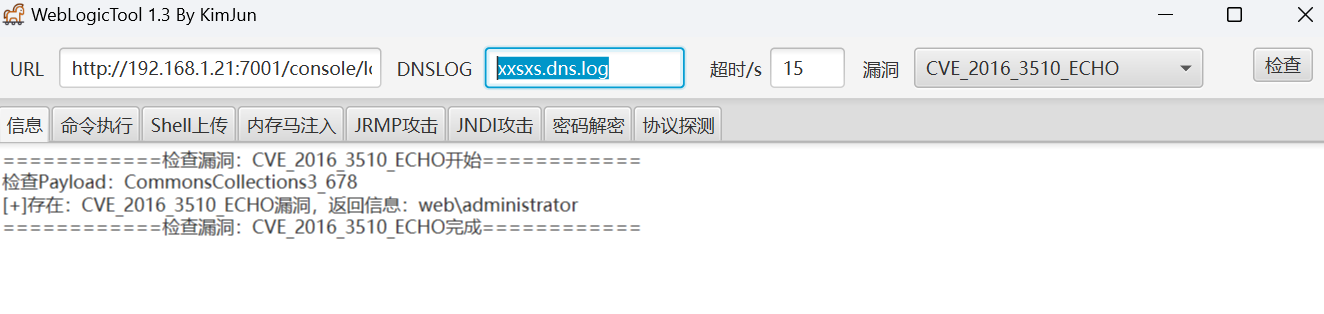 WebLogicTool 1.3 By KimJun
URL http://192.168.1.21:7001/console/lo DNSLOG xxsxs.dns.log 超时/s 15 漏洞 CVE_2016_3510_ECHO 检查
信息 命令执行 Shell上传 内存马注入 JRMP攻击 JNDI攻击 密码解密 协议探测
============检查漏洞：CVE_2016_3510_ECHO开始============
检查Payload：CommonsCollections3_678
[+]存在：CVE_2016_3510_ECHO漏洞，返回信息：web\administrator
============检查漏洞：CVE_2016_3510_ECHO完成============